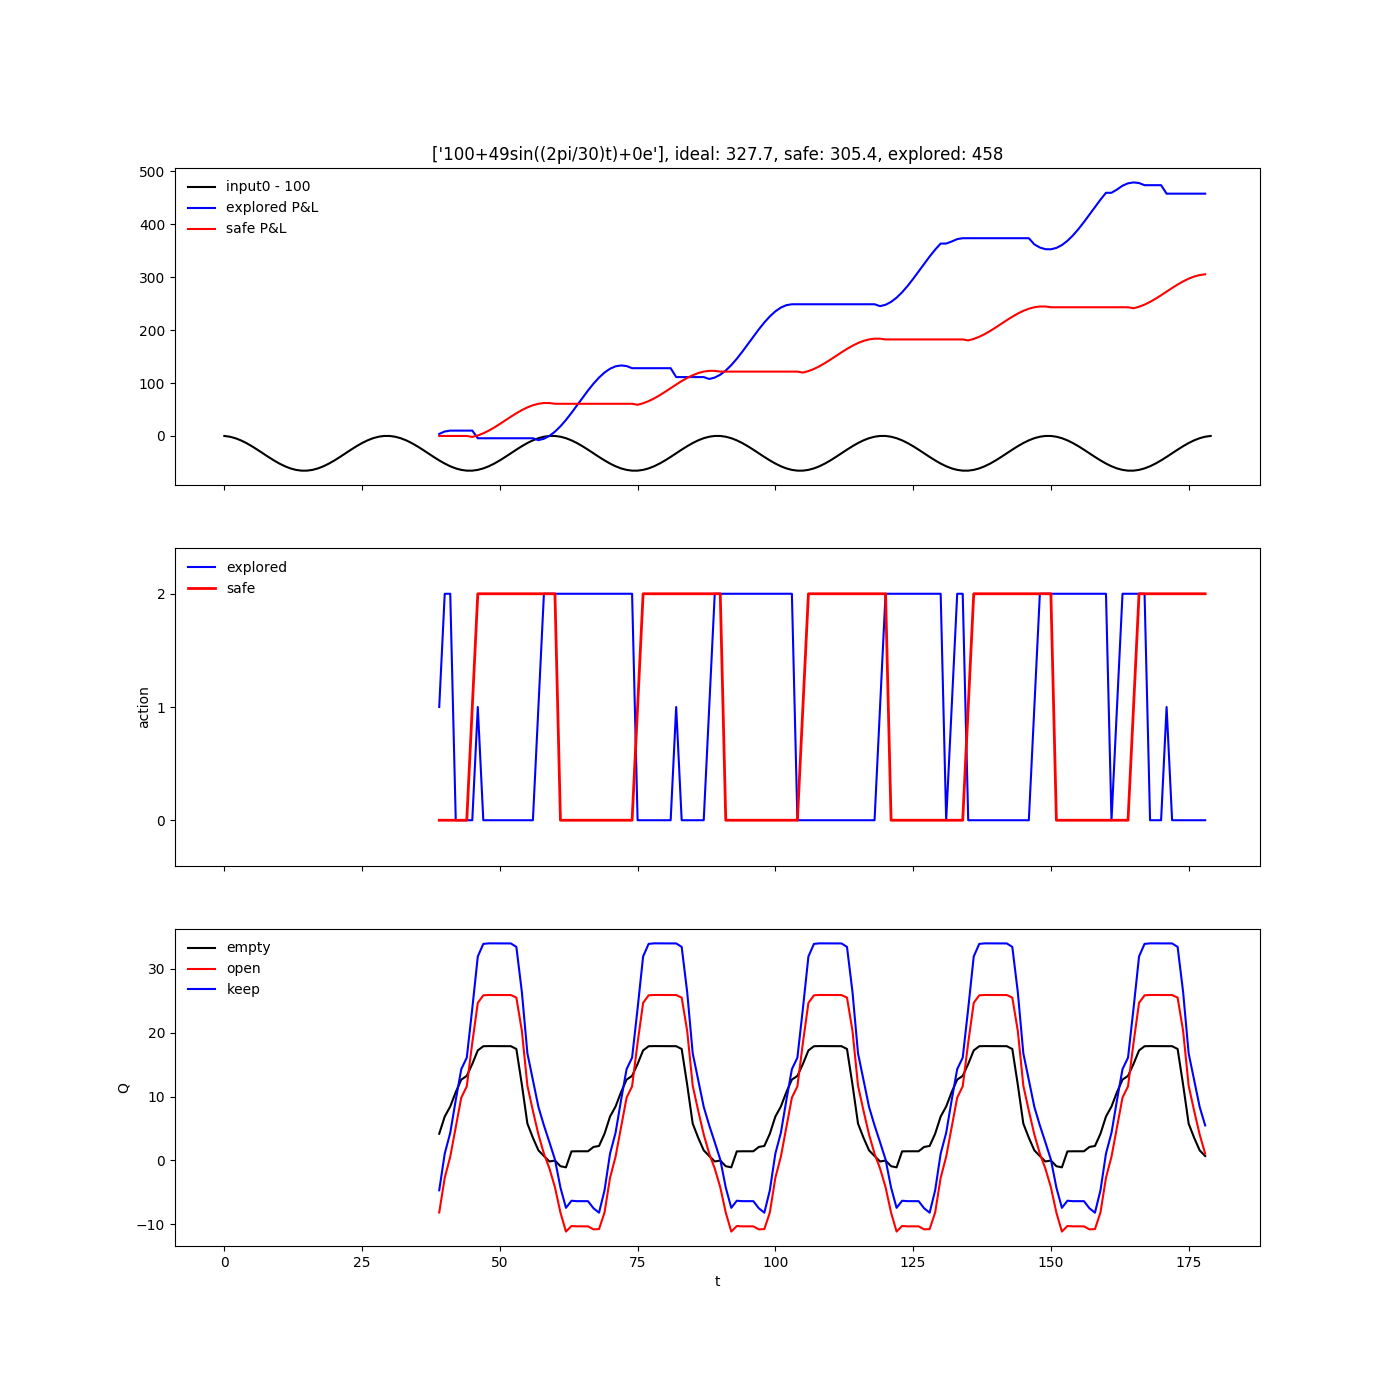 ['100+49sin((2pi/30)t)+0e'], ideal: 327.7, safe: 305.4, explored: 458
500
400
300
200
100
0
input0 - 100
explored P&L
safe P&L
action
2
1
0
explored
safe
Q
30
20
10
0
−10
empty
open
keep
0 25 50 75 100 125 150 175
t